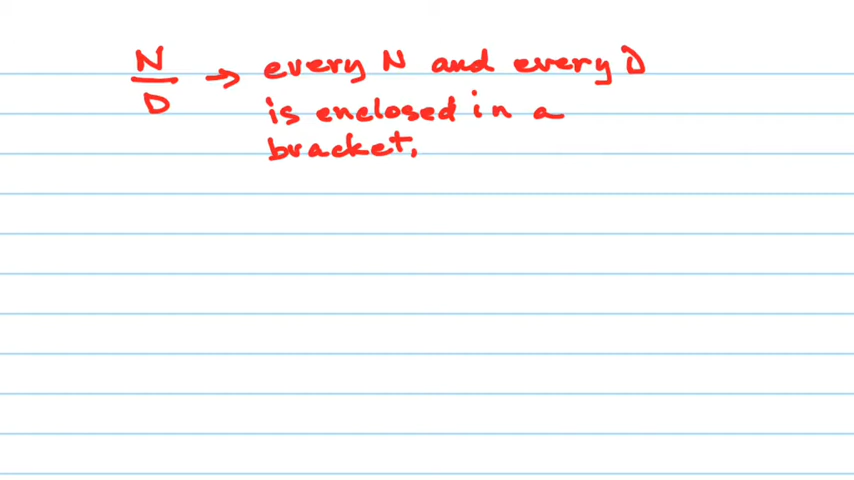 N/D → every N and every D
is enclosed in a
bracket.